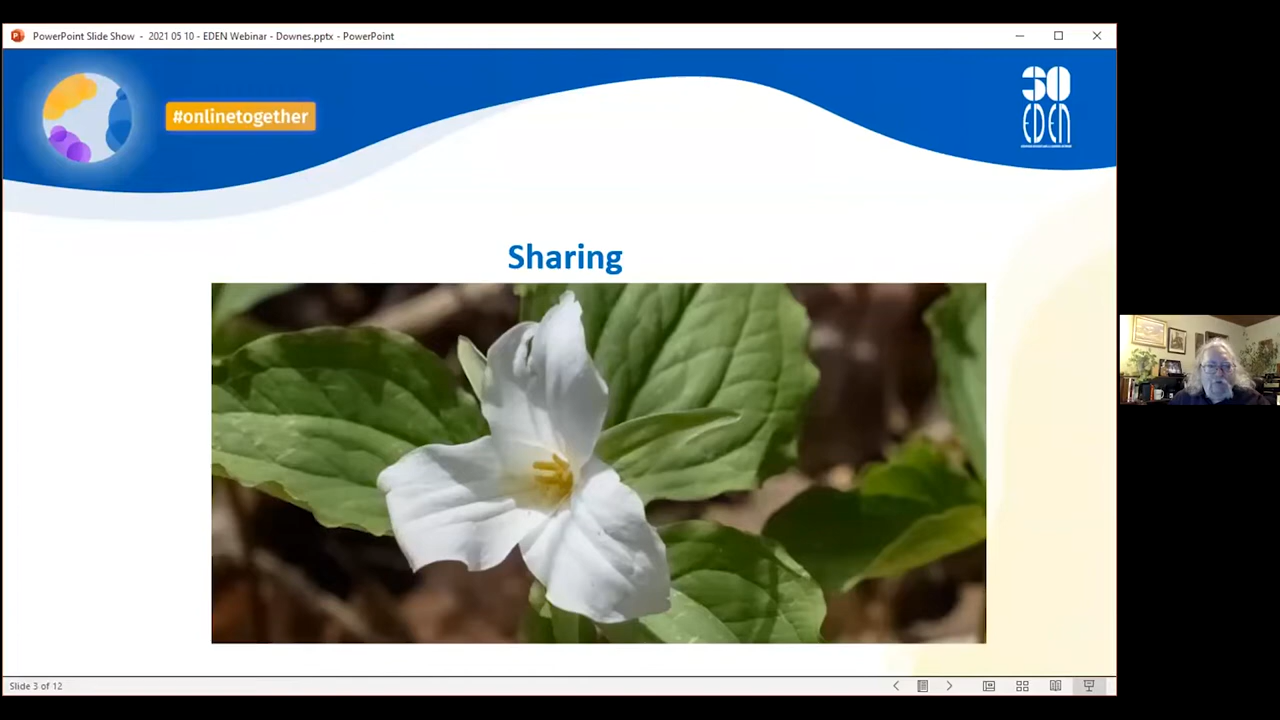 PowerPoint Slide Show - 2021 05 10 - EDEN Webinar - Downes.pptx - PowerPoint
#onlinetogether
30
EDEN
Sharing
Slide 3 of 12